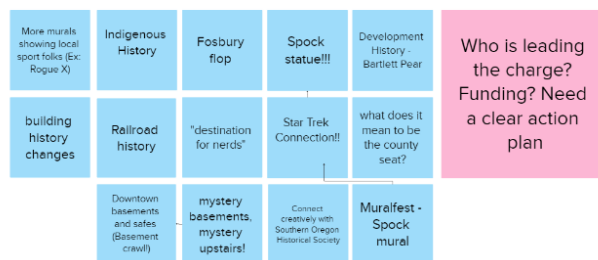 More murals
showing local
sport folks (Ex:
Rogue X)
Indigenous
History
Fosbury
flop
Spock
statue!!!
Development
History -
Bartlett Pear
Who is leading
the charge?
Funding? Need
a clear action
plan
building
history
changes
Railroad
history
"destination
for nerds"
Star Trek
Connection!!
what does it
mean to be
the county
seat?
Downtown
basements
and safes
(Basement
crawl!)
mystery
basements,
mystery
upstairs!
Connect
creatively with
Southern Oregon
Historical Society
Muralfest -
Spock
mural